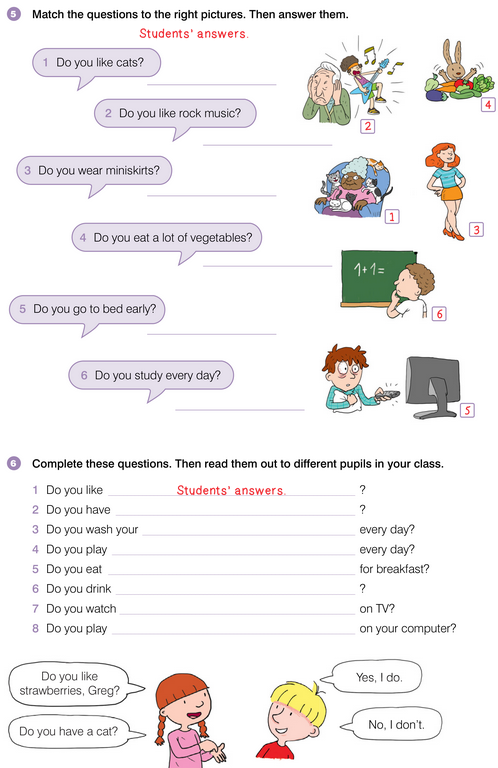 5 Match the questions to the right pictures. Then answer them.
Students' answers.
1 Do you like cats?
2 Do you like rock music?
3 Do you wear miniskirts?
4 Do you eat a lot of vegetables?
5 Do you go to bed early?
6 Do you study every day?
2
4
1
3
1+1=
6
5
6 Complete these questions. Then read them out to different pupils in your class.
1 Do you like Students' answers. ?
2 Do you have ?
3 Do you wash your every day?
4 Do you play every day?
5 Do you eat for breakfast?
6 Do you drink ?
7 Do you watch on TV?
8 Do you play on your computer?
Do you like
strawberries, Greg?
Yes, I do.
Do you have a cat?
No, I don't.